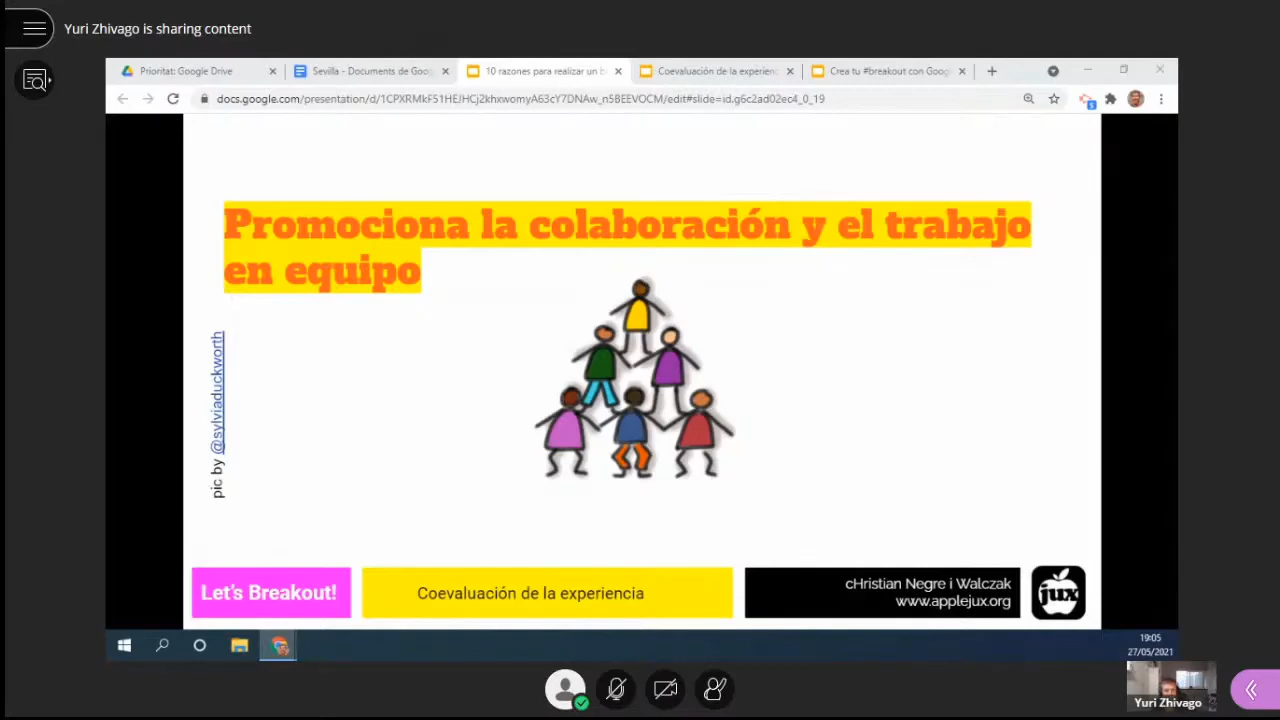 Yuri Zhivago is sharing content
Prioritat: Google Drive
Sevilla - Documents de Goog
10 razones para realizar un b
Coevaluación de la experienc
Crea tu #breakout con Googl
docs.google.com/presentation/d/1CPXRMkF51HEJHCj2khxwomyA63cY7DNAw_n5BEEVOCM/edit#slide=id.g6c2ad02ec4_0_19
Promociona la colaboración y el trabajo
en equipo
pic by @sylviaduckworth
Let's Breakout!
Coevaluación de la experiencia
cHristian Negre i Walczak
www.applejux.org
jux
19:05
27/05/2021
Yuri Zhivago